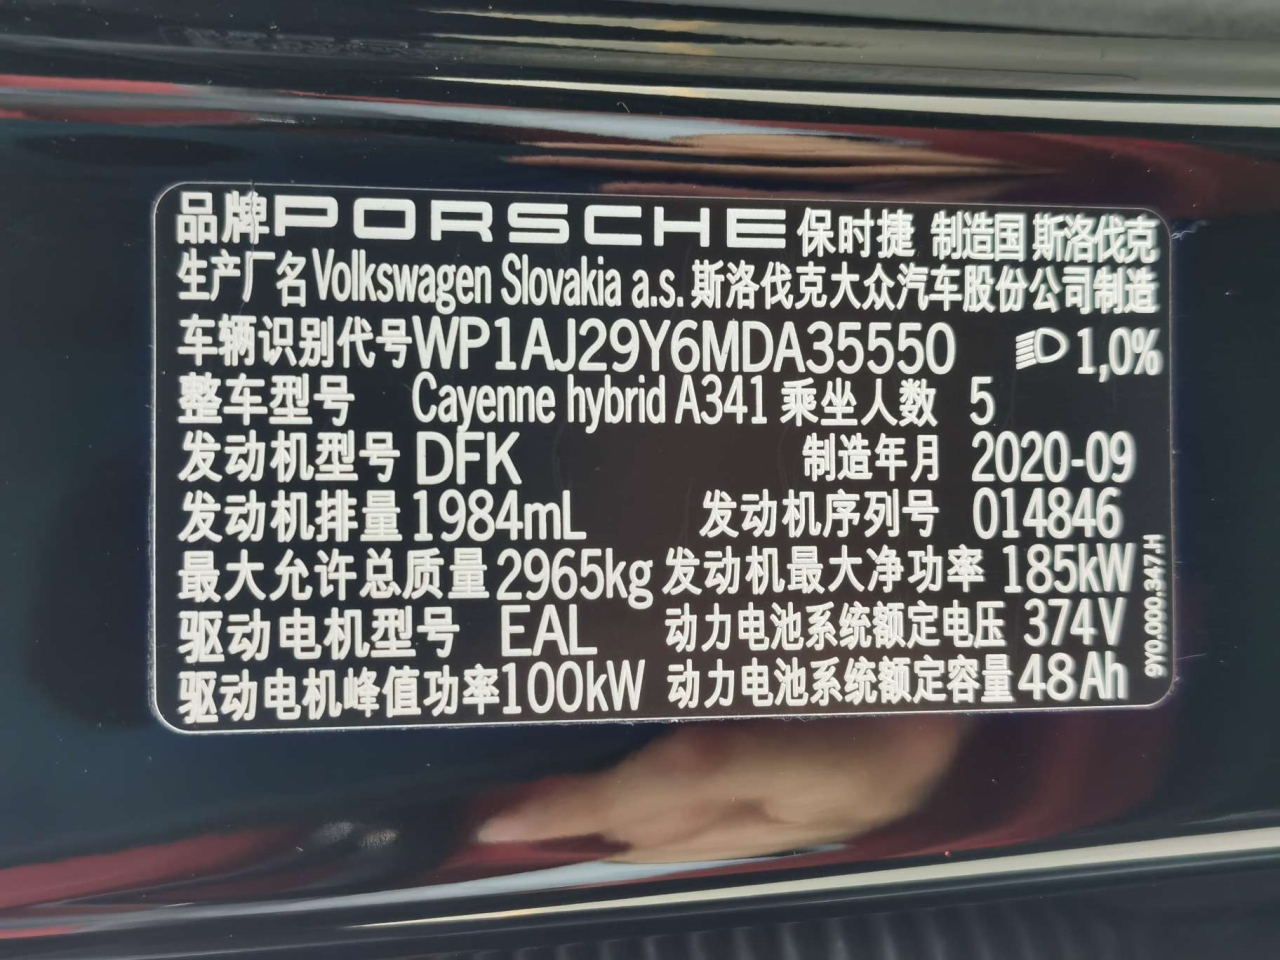 品牌PORSCHE 保时捷 制造国 斯洛伐克
生产厂名Volkswagen Slovakia a.s.斯洛伐克大众汽车股份公司制造
车辆识别代号WP1AJ29Y6MDA35550 1,0%
整车型号 Cayenne hybrid A341 乘坐人数 5
发动机型号DFK 制造年月 2020-09
发动机排量1984mL 发动机序列号 014846
最大允许总质量2965kg 发动机最大净功率 185kW
驱动电机型号 EAL 动力电池系统额定电压 374V
驱动电机峰值功率100kW 动力电池系统额定容量48Ah
9Y0.000.347.H